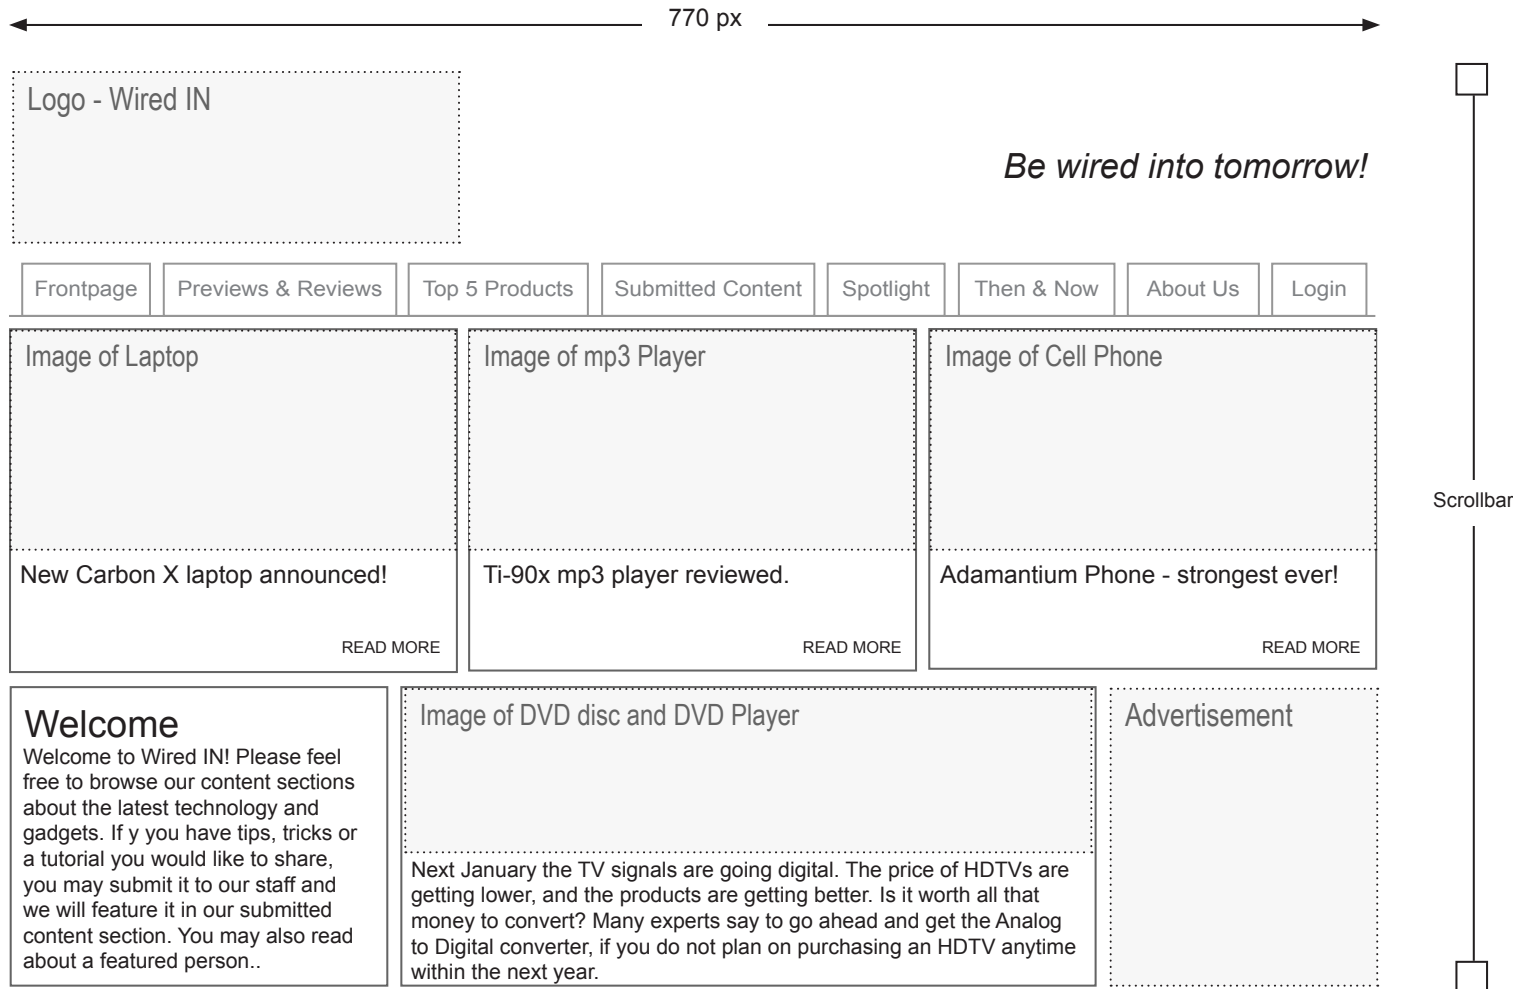 770 px
Logo - Wired IN
Be wired into tomorrow!
Frontpage
Previews & Reviews
Top 5 Products
Submitted Content
Spotlight
Then & Now
About Us
Login
Image of Laptop
New Carbon X laptop announced!
READ MORE
Image of mp3 Player
Ti-90x mp3 player reviewed.
READ MORE
Image of Cell Phone
Adamantium Phone - strongest ever!
READ MORE
Scrollbar
Welcome
Welcome to Wired IN! Please feel
free to browse our content sections
about the latest technology and
gadgets. If y you have tips, tricks or
a tutorial you would like to share,
you may submit it to our staff and
we will feature it in our submitted
content section. You may also read
about a featured person..
Image of DVD disc and DVD Player
Next January the TV signals are going digital. The price of HDTVs are
getting lower, and the products are getting better. Is it worth all that
money to convert? Many experts say to go ahead and get the Analog
to Digital converter, if you do not plan on purchasing an HDTV anytime
within the next year.
Advertisement